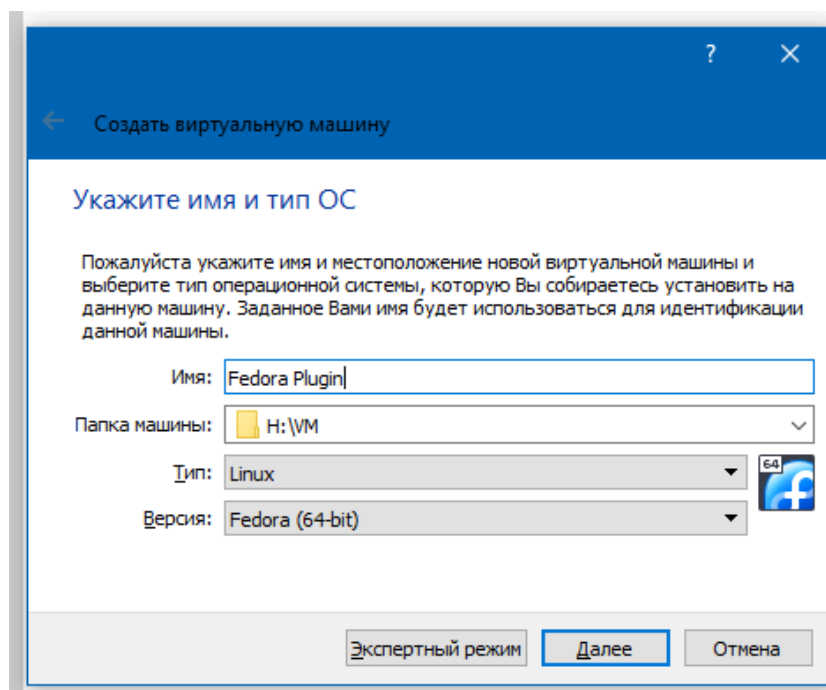 ?
Создать виртуальную машину
Укажите имя и тип ОС
Пожалуйста укажите имя и местоположение новой виртуальной машины и
выберите тип операционной системы, которую Вы собираетесь установить на
данную машину. Заданное Вами имя будет использоваться для идентификации
данной машины.
Имя: Fedora Plugin
Папка машины: H:\VM
Тип: Linux
64
Версия: Fedora (64-bit)
Экспертный режим Далее Отмена